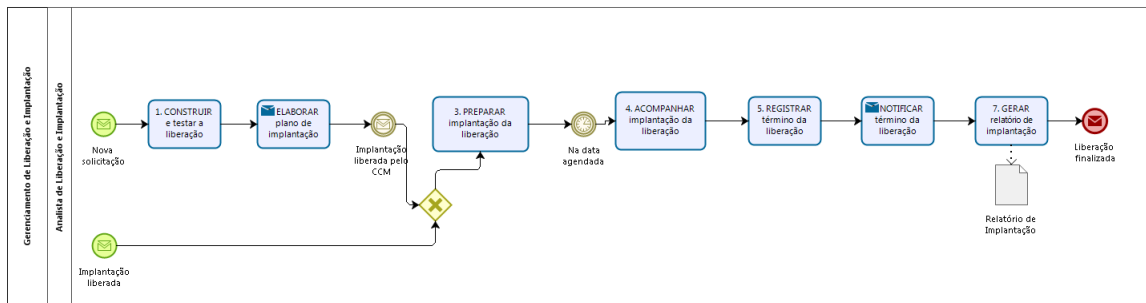 Gerenciamento de Liberação e Implantação
Analista de Liberação e Implantação
Nova
solicitação
1. CONSTRUIR
e testar a
liberação
ELABORAR
plano de
implantação
Implantação
liberada pelo
CCM
3. PREPARAR
implantação da
liberação
Na data
agendada
4. ACOMPANHAR
implantação da
liberação
5. REGISTRAR
término da
liberação
NOTIFICAR
término da
liberação
7. GERAR
relatório de
implantação
Liberação
finalizada
Relatório de
Implantação
Implantação
liberada